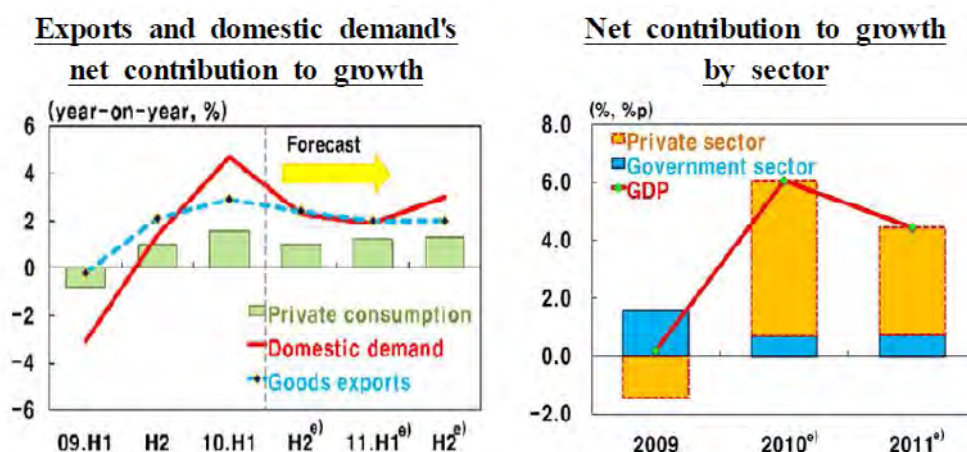 Exports and domestic demand's
net contribution to growth
(year-on-year, %)
6
4
2
0
-2
-4
-6
Forecast
Private consumption
Domestic demand
Goods exports
09.H1 H2 10.H1 H2e) 11.H1e) H2e)
Net contribution to growth
by sector
(%, %p)
8.0
6.0
4.0
2.0
0.0
-2.0
Private sector
Government sector
GDP
2009 2010e) 2011e)